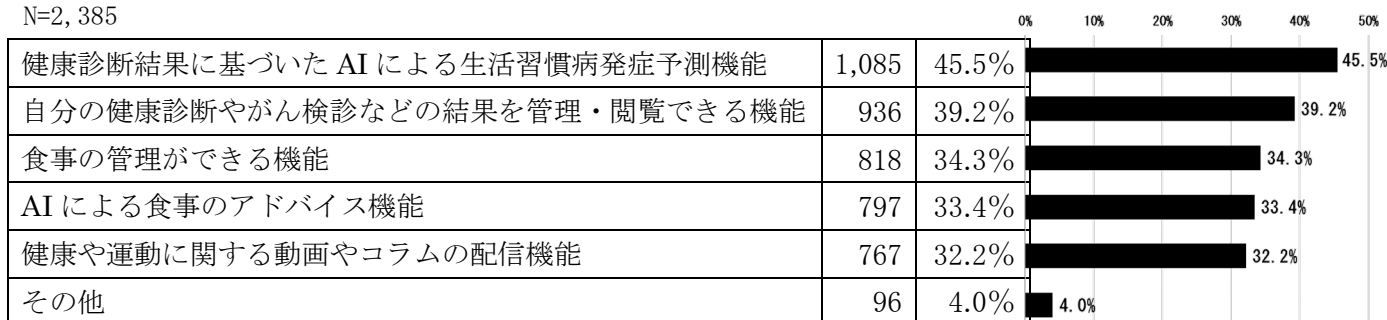 N=2,385
0% 10% 20% 30% 40% 50%
健康診断結果に基づいた AI による生活習慣病発症予測機能 1,085 45.5% 45.5%
自分の健康診断やがん検診などの結果を管理・閲覧できる機能 936 39.2% 39.2%
食事の管理ができる機能 818 34.3% 34.3%
AI による食事のアドバイス機能 797 33.4% 33.4%
健康や運動に関する動画やコラムの配信機能 767 32.2% 32.2%
その他 96 4.0% 4.0%